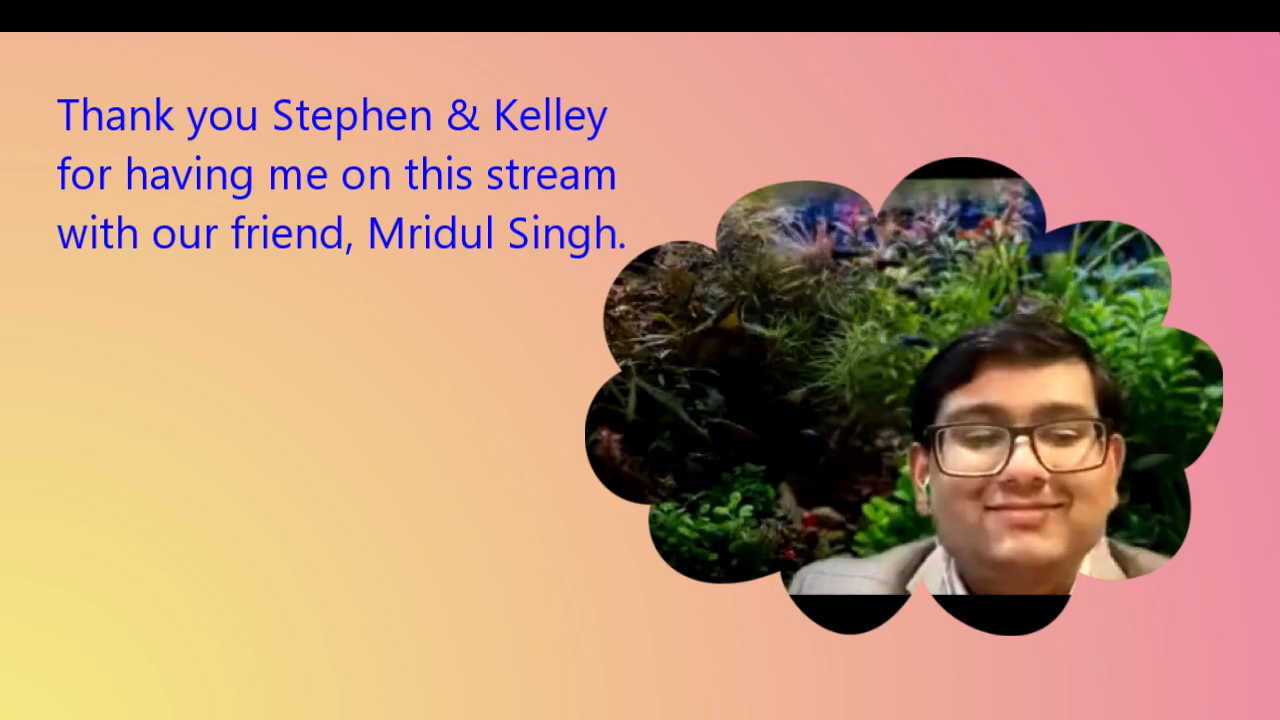 Thank you Stephen & Kelley
for having me on this stream
with our friend, Mridul Singh.